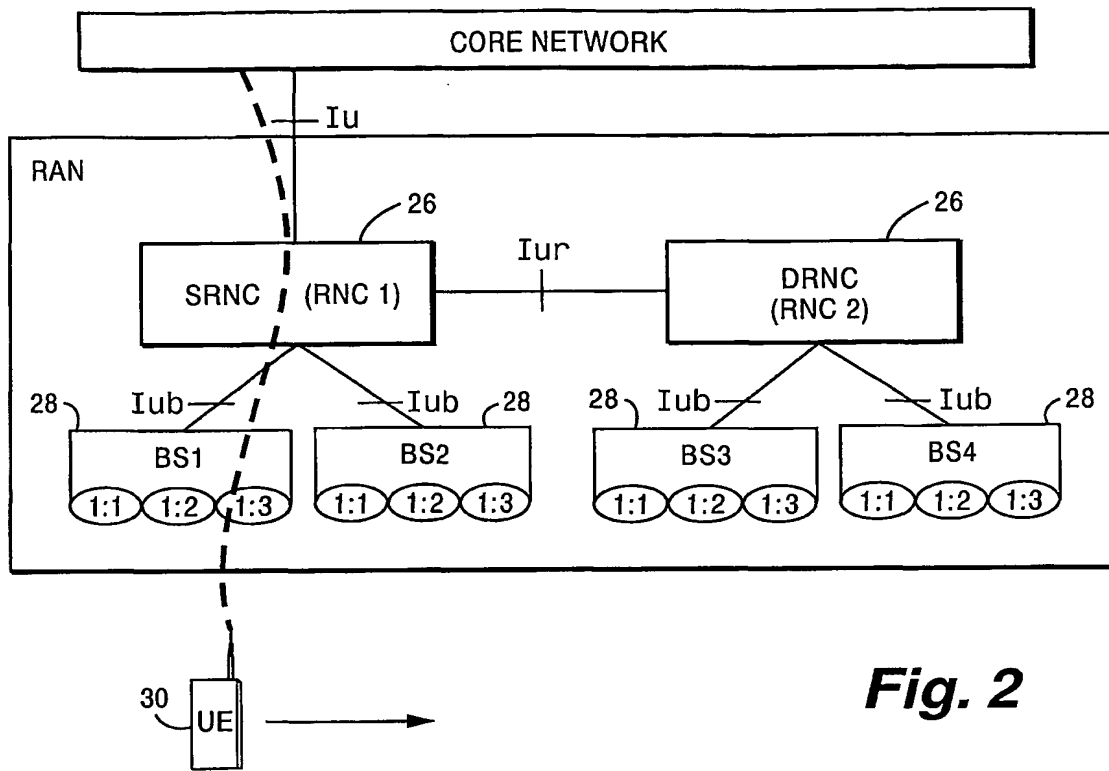 CORE NETWORK
Iu
RAN
26
26
SRNC (RNC 1)
Iur
DRNC
(RNC 2)
28
Iub
Iub
28
28
Iub
Iub
28
BS1
BS2
BS3
BS4
1:1 1:2 1:3
1:1 1:2 1:3
1:1 1:2 1:3
1:1 1:2 1:3
30
UE
Fig. 2